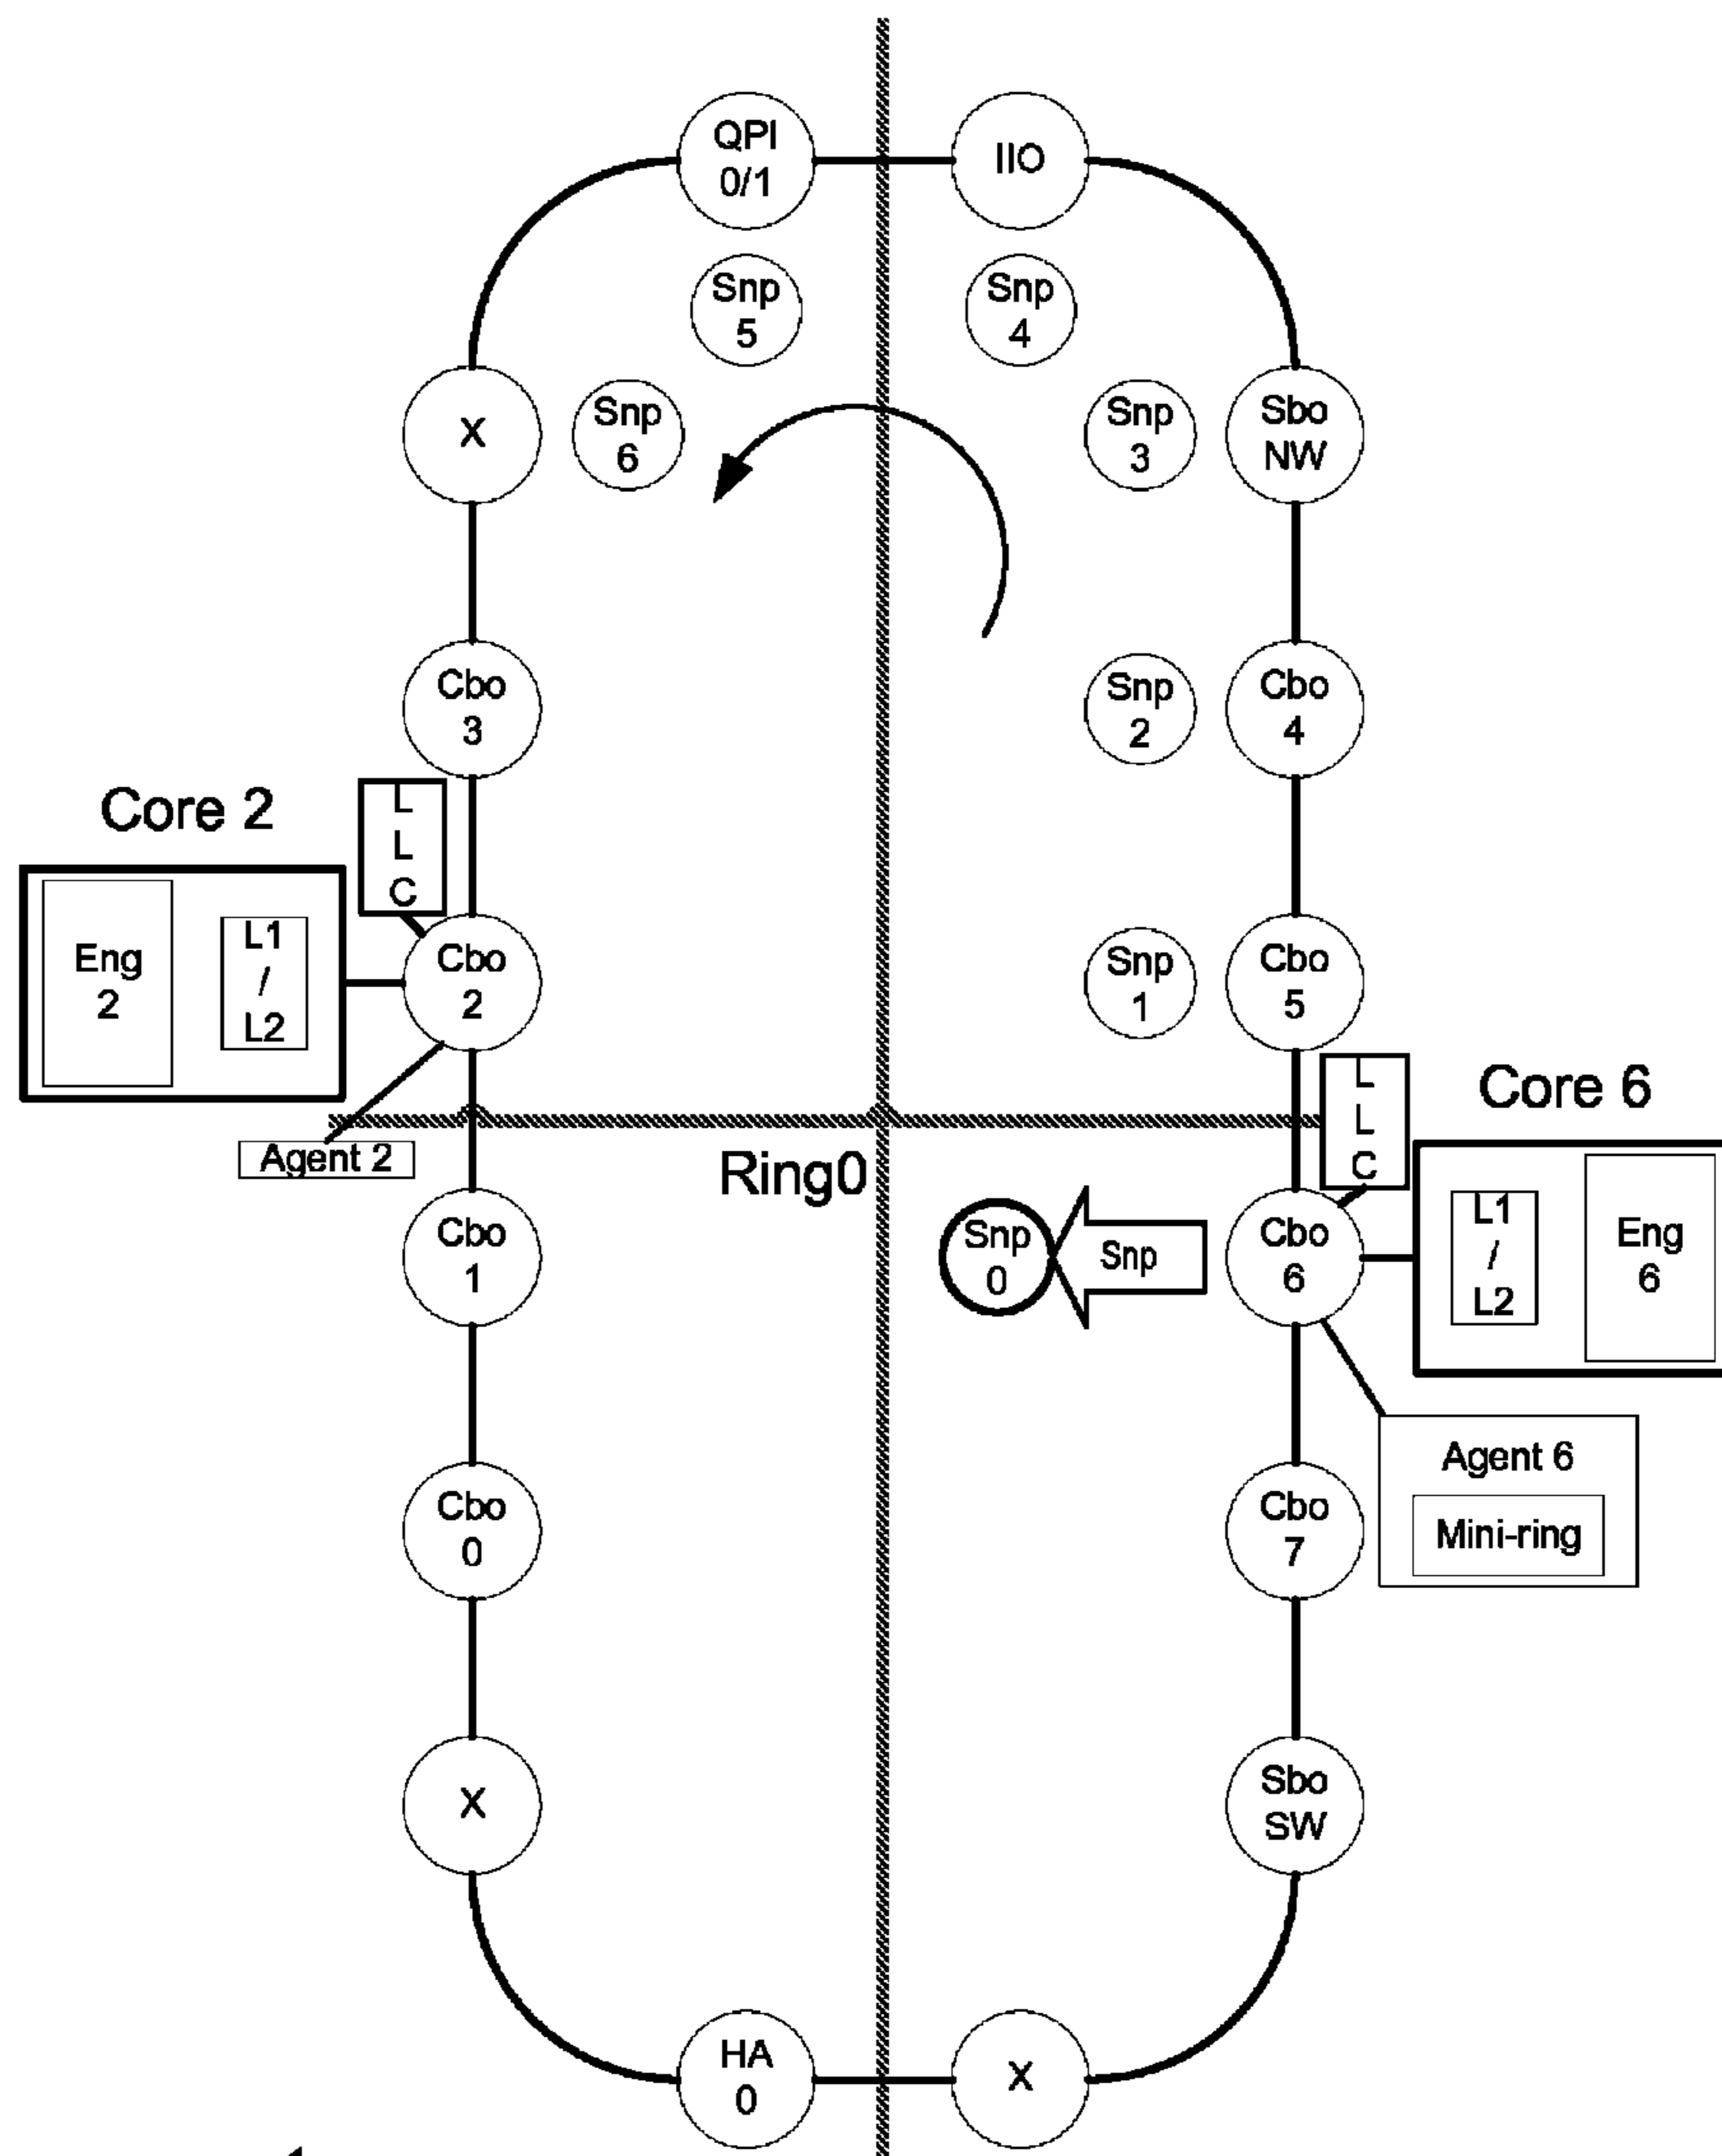 QPI
0/1
IIO
Snp
5
Snp
4
X
Snp
6
Snp
3
Sbo
NW
Cbo
3
Snp
2
Cbo
4
Core 2
L
L
C
Eng
2
L1
/
L2
Cbo
2
Snp
1
Cbo
5
Agent 2
Ring0
L
L
C
Core 6
Cbo
1
Snp
0
Snp
Cbo
6
L1
/
L2
Eng
6
Cbo
0
Cbo
7
Agent 6
Mini-ring
X
Sbo
SW
HA
0
X